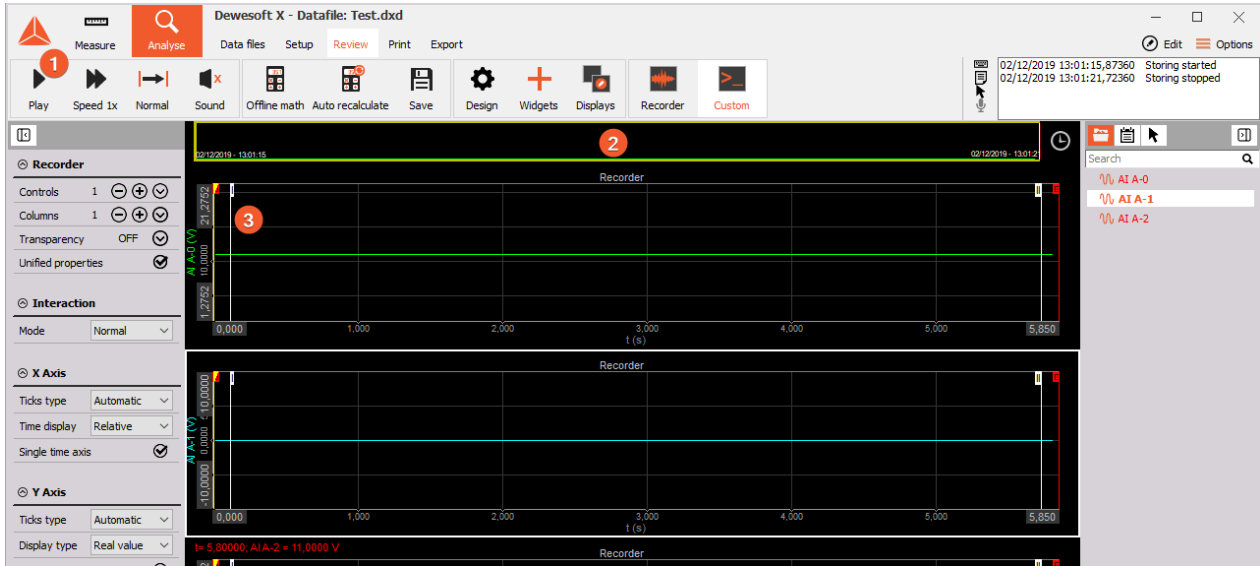 Dewesoft X - Datafile: Test.dxd
Measure Analyse Data files Setup Review Print Export Edit Options
1
Play Speed 1x Normal Sound Offline math Auto recalculate Save Design Widgets Displays Recorder Custom
02/12/2019 13:01:15,87360 Storing started
02/12/2019 13:01:21,72360 Storing stopped
2
02/12/2019 - 13:01:15 02/12/2019 - 13:01:2
Recorder
Controls 1
Columns 1
Transparency OFF
Unified properties
Interaction
Mode Normal
X Axis
Ticks type Automatic
Time display Relative
Single time axis
Y Axis
Ticks type Automatic
Display type Real value
Recorder
3
AI A-0 (V)
21,2752
10,0000
1,2752
0,000 1,000 2,000 3,000 4,000 5,000 5,850
t (s)
Recorder
AI A-1 (V)
10,0000
0,0000
-10,0000
0,000 1,000 2,000 3,000 4,000 5,000 5,850
t (s)
t= 5,80000; AI A-2 = 11,0000 V
Recorder
Search
AI A-0
AI A-1
AI A-2